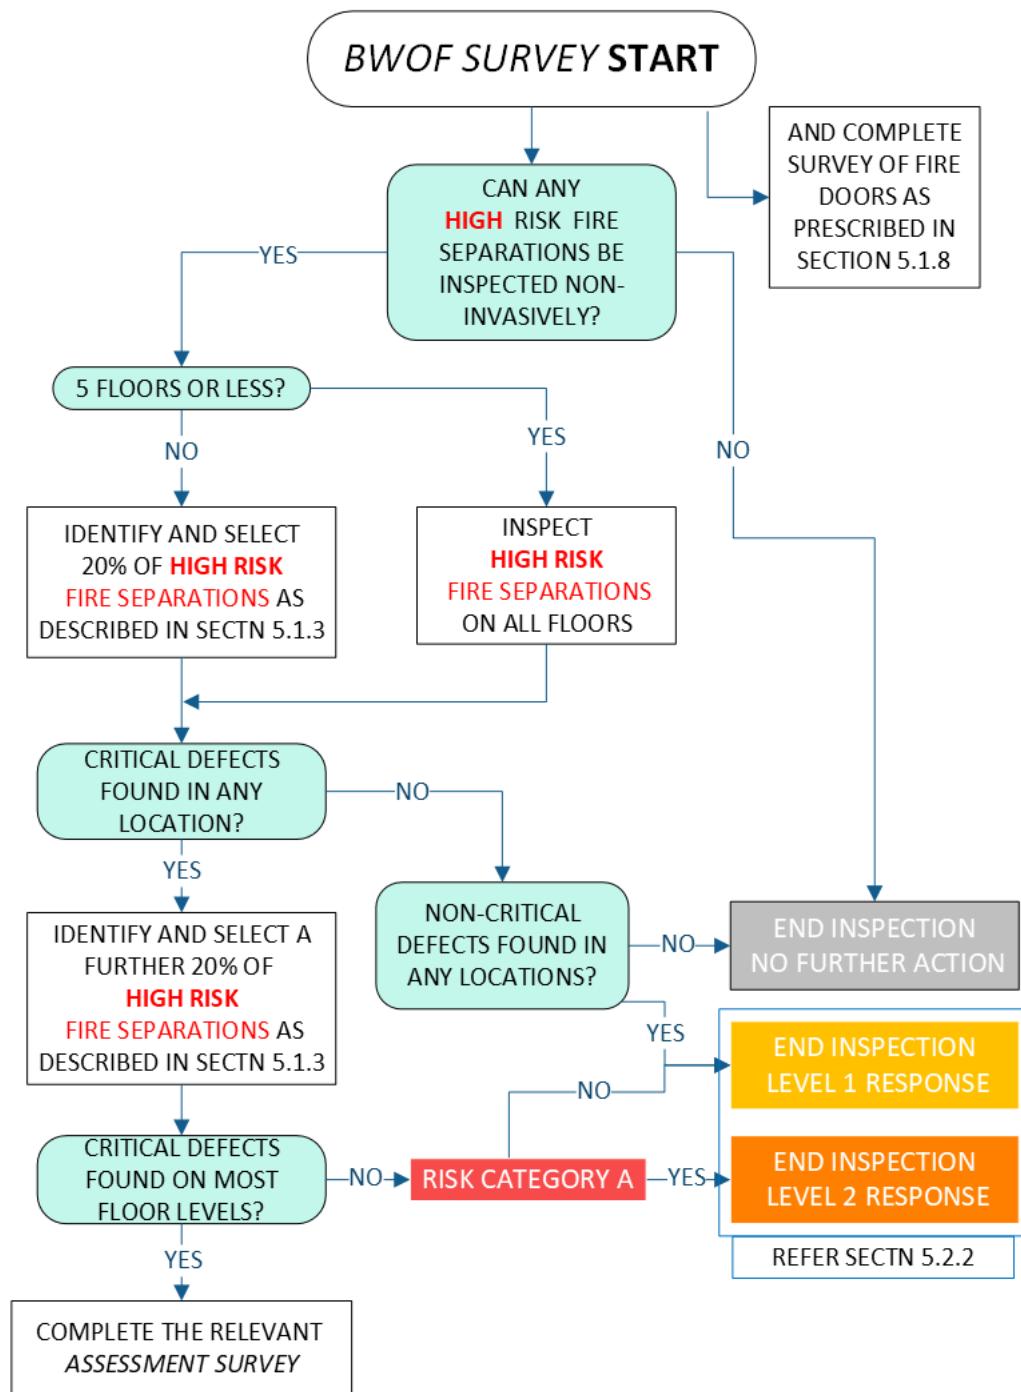 BWOF SURVEY START
AND COMPLETE
SURVEY OF FIRE
DOORS AS
PRESCRIBED IN
SECTION 5.1.8
CAN ANY
HIGH RISK FIRE
SEPARATIONS BE
INSPECTED NON-
INVASIVELY?
YES
NO
5 FLOORS OR LESS?
NO
YES
IDENTIFY AND SELECT
20% OF HIGH RISK
FIRE SEPARATIONS AS
DESCRIBED IN SECTN 5.1.3
INSPECT
HIGH RISK
FIRE SEPARATIONS
ON ALL FLOORS
CRITICAL DEFECTS
FOUND IN ANY
LOCATION?
NO
YES
NON-CRITICAL
DEFECTS FOUND IN
ANY LOCATIONS?
NO
YES
END INSPECTION
NO FURTHER ACTION
IDENTIFY AND SELECT A
FURTHER 20% OF
HIGH RISK
FIRE SEPARATIONS AS
DESCRIBED IN SECTN 5.1.3
END INSPECTION
LEVEL 1 RESPONSE
NO
CRITICAL DEFECTS
FOUND ON MOST
FLOOR LEVELS?
NO
RISK CATEGORY A
YES
END INSPECTION
LEVEL 2 RESPONSE
REFER SECTN 5.2.2
YES
COMPLETE THE RELEVANT
ASSESSMENT SURVEY